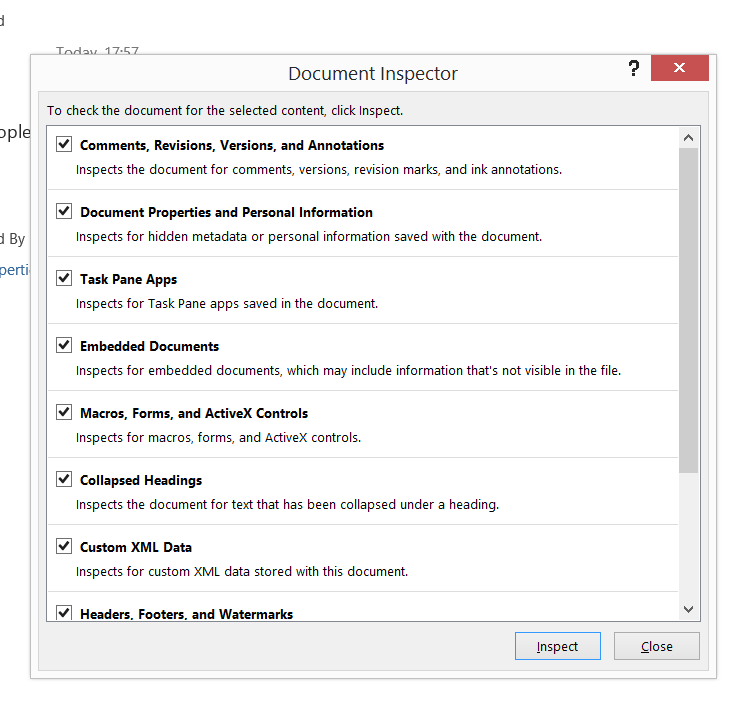 d
Today, 17:57
Document Inspector
?
To check the document for the selected content, click Inspect.
ople
Comments, Revisions, Versions, and Annotations
Inspects the document for comments, versions, revision marks, and ink annotations.
Document Properties and Personal Information
d By
Inspects for hidden metadata or personal information saved with the document.
perti
Task Pane Apps
Inspects for Task Pane apps saved in the document.
Embedded Documents
Inspects for embedded documents, which may include information that's not visible in the file.
Macros, Forms, and ActiveX Controls
Inspects for macros, forms, and ActiveX controls.
Collapsed Headings
Inspects the document for text that has been collapsed under a heading.
Custom XML Data
Inspects for custom XML data stored with this document.
Headers, Footers, and Watermarks
Inspect
Close